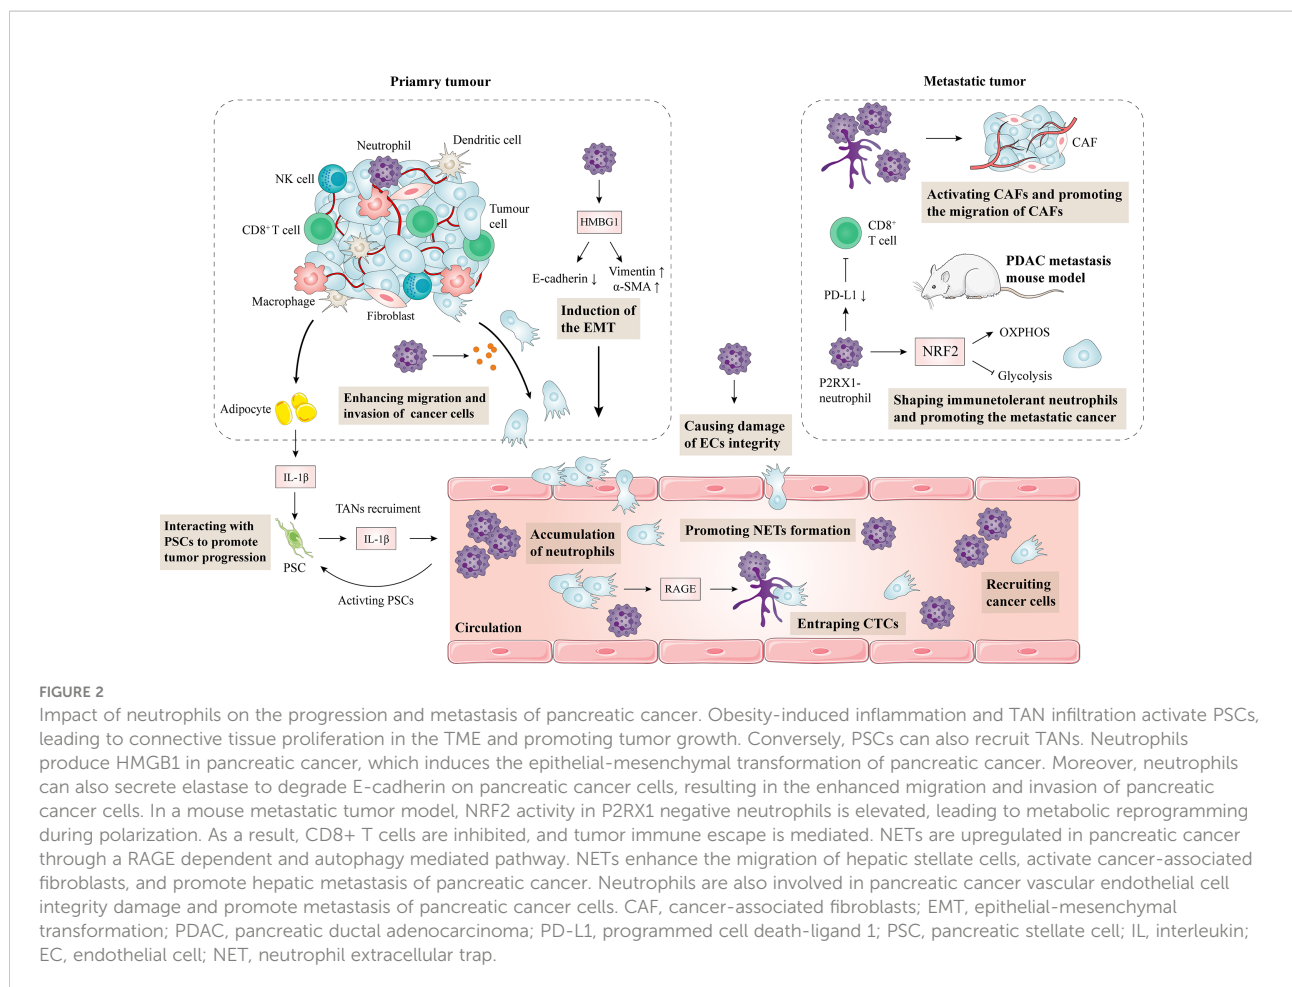 Priamry tumour
Metastatic tumor
Dendritic cell
Neutrophil
NK cell
CD8⁺ T cell
Tumour
cell
Macrophage
Fibroblast
HMBG1
E-cadherin ↓
Vimentin ↑
α-SMA ↑
Induction of
the EMT
Enhancing migration and
invasion of cancer cells
Adipocyte
IL-1β
Interacting with
PSCs to promote
tumor progression
PSC
TANs recruiment
IL-1β
Activting PSCs
CAF
Activating CAFs and promoting
the migration of CAFs
CD8⁺
T cell
PD-L1 ↓
PDAC metastasis
mouse model
P2RX1-
neutrophil
NRF2
OXPHOS
Glycolysis
Shaping immunetolerant neutrophils
and promoting the metastatic cancer
Causing damage
of ECs integrity
Accumulation
of neutrophils
Promoting NETs formation
RAGE
Entraping CTCs
Recruiting
cancer cells
Circulation
FIGURE 2
Impact of neutrophils on the progression and metastasis of pancreatic cancer. Obesity-induced inflammation and TAN infiltration activate PSCs,
leading to connective tissue proliferation in the TME and promoting tumor growth. Conversely, PSCs can also recruit TANs. Neutrophils
produce HMGB1 in pancreatic cancer, which induces the epithelial-mesenchymal transformation of pancreatic cancer. Moreover, neutrophils
can also secrete elastase to degrade E-cadherin on pancreatic cancer cells, resulting in the enhanced migration and invasion of pancreatic
cancer cells. In a mouse metastatic tumor model, NRF2 activity in P2RX1 negative neutrophils is elevated, leading to metabolic reprogramming
during polarization. As a result, CD8+ T cells are inhibited, and tumor immune escape is mediated. NETs are upregulated in pancreatic cancer
through a RAGE dependent and autophagy mediated pathway. NETs enhance the migration of hepatic stellate cells, activate cancer-associated
fibroblasts, and promote hepatic metastasis of pancreatic cancer. Neutrophils are also involved in pancreatic cancer vascular endothelial cell
integrity damage and promote metastasis of pancreatic cancer cells. CAF, cancer-associated fibroblasts; EMT, epithelial-mesenchymal
transformation; PDAC, pancreatic ductal adenocarcinoma; PD-L1, programmed cell death-ligand 1; PSC, pancreatic stellate cell; IL, interleukin;
EC, endothelial cell; NET, neutrophil extracellular trap.